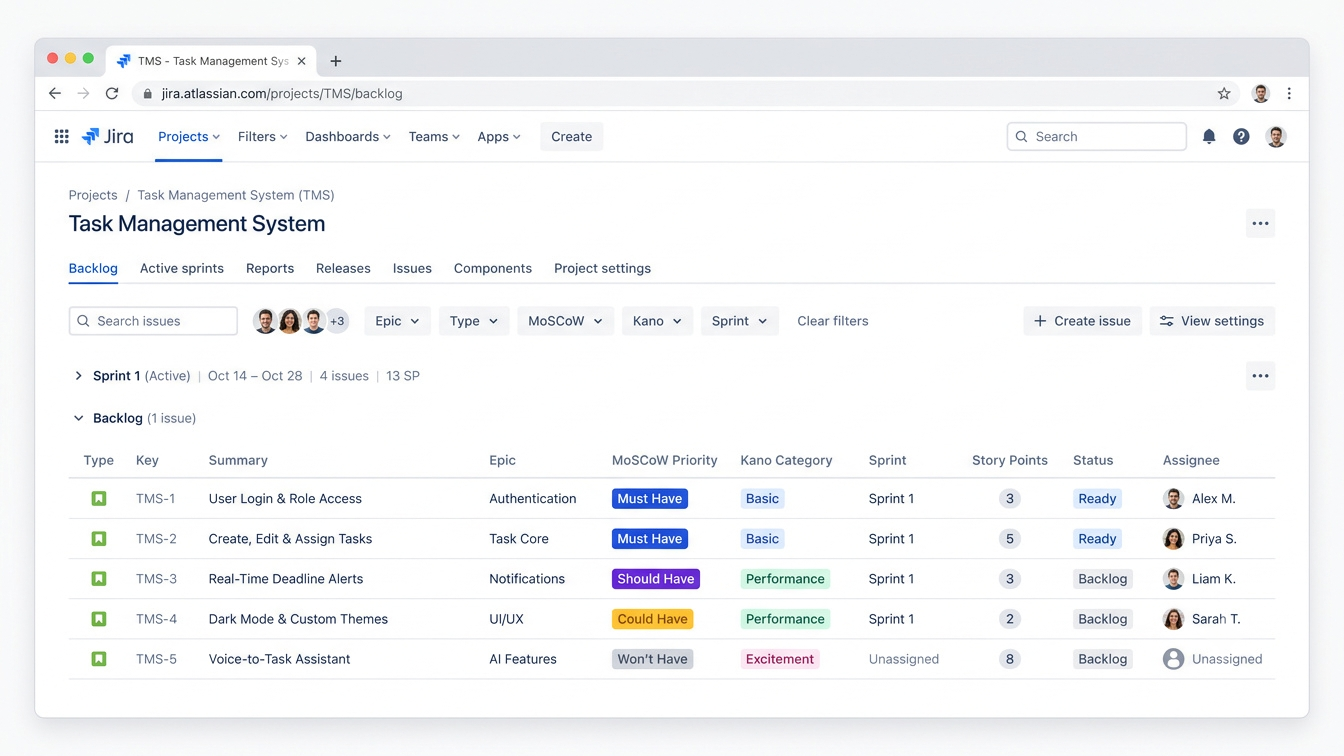 TMS - Task Management Sys
jira.atlassian.com/projects/TMS/backlog
Jira Projects Filters Dashboards Teams Apps Create Search
Projects / Task Management System (TMS)
Task Management System
Backlog Active sprints Reports Releases Issues Components Project settings
Search issues +3 Epic Type MoSCoW Kano Sprint Clear filters + Create issue View settings
Sprint 1 (Active) | Oct 14 – Oct 28 | 4 issues | 13 SP
Backlog (1 issue)
Type Key Summary Epic MoSCoW Priority Kano Category Sprint Story Points Status Assignee
TMS-1 User Login & Role Access Authentication Must Have Basic Sprint 1 3 Ready Alex M.
TMS-2 Create, Edit & Assign Tasks Task Core Must Have Basic Sprint 1 5 Ready Priya S.
TMS-3 Real-Time Deadline Alerts Notifications Should Have Performance Sprint 1 3 Backlog Liam K.
TMS-4 Dark Mode & Custom Themes UI/UX Could Have Performance Sprint 1 2 Backlog Sarah T.
TMS-5 Voice-to-Task Assistant AI Features Won't Have Excitement Unassigned 8 Backlog Unassigned